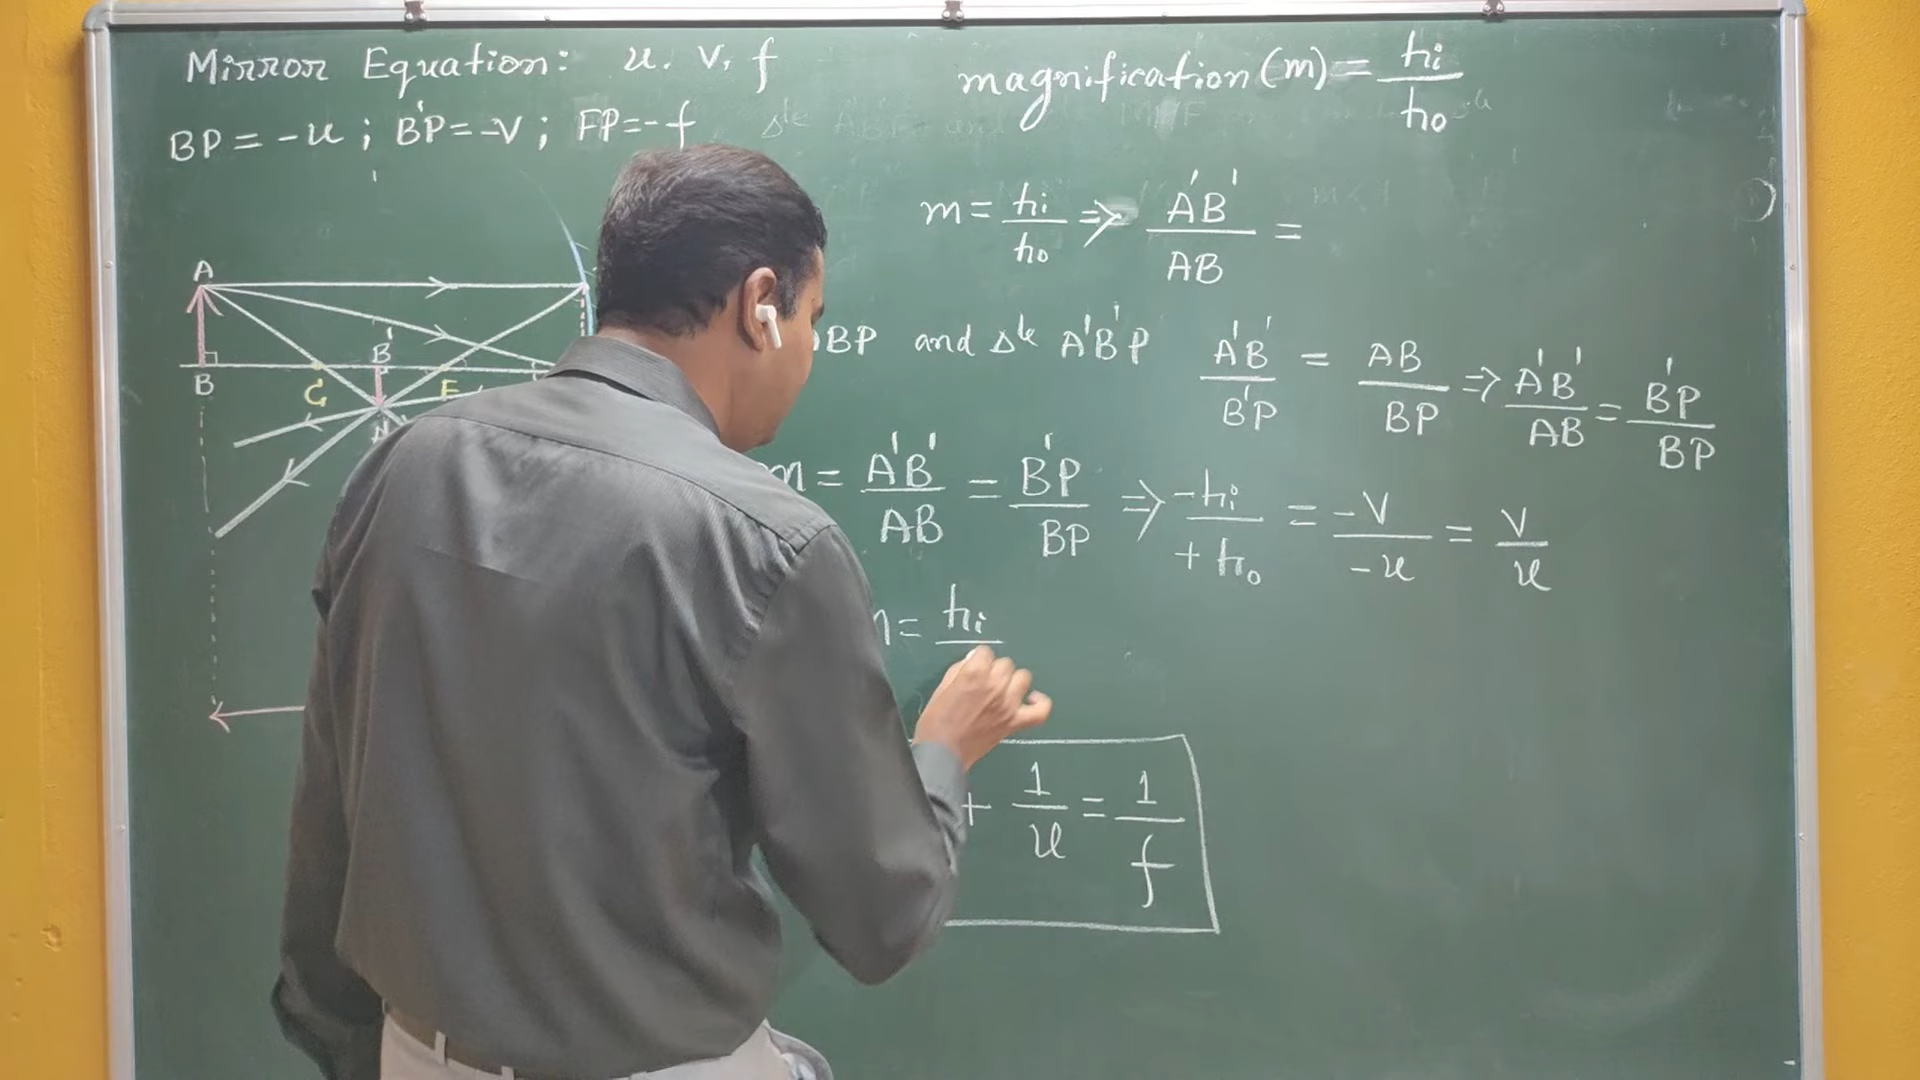 Mirror Equation: u. v, f
BP = -u ; B'P = -v ; FP = -f
magnification (m) = hi / ho
m = hi / ho => A'B' / AB =
A
B'
B
C
F
BP and Δle A'B'P A'B' / B'P = AB / BP => A'B' / AB = B'P / BP
m = A'B' / AB = B'P / BP => -hi / +ho = -v / -u = v / u
= hi
+ 1/u = 1/f